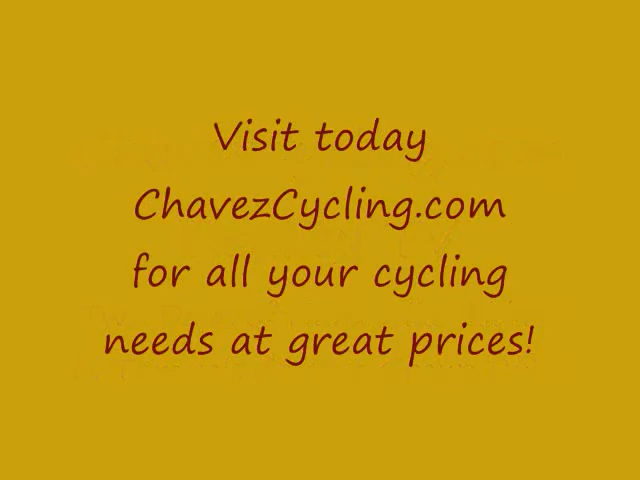 Visit today
ChavezCycling.com
for all your cycling
needs at great prices!